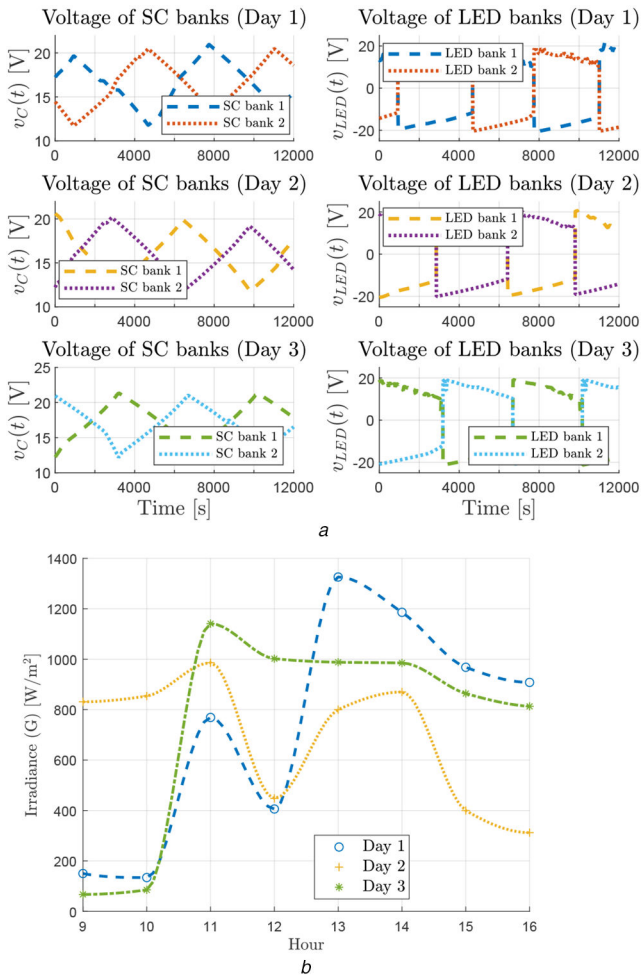 Voltage of SC banks (Day 1)
v_C(t) [V]
20
15
10
0 4000 8000 12000
SC bank 1
SC bank 2
Voltage of LED banks (Day 1)
v_LED(t) [V]
20
0
-20
0 4000 8000 12000
LED bank 1
LED bank 2
Voltage of SC banks (Day 2)
v_C(t) [V]
20
15
10
0 4000 8000 12000
SC bank 1
SC bank 2
Voltage of LED banks (Day 2)
v_LED(t) [V]
20
0
-20
0 4000 8000 12000
LED bank 1
LED bank 2
Voltage of SC banks (Day 3)
v_C(t) [V]
25
20
15
10
0 4000 8000 12000
Time [s]
SC bank 1
SC bank 2
Voltage of LED banks (Day 3)
v_LED(t) [V]
20
0
-20
0 4000 8000 12000
Time [s]
LED bank 1
LED bank 2
a
Irradiance (G) [W/m²]
1400
1200
1000
800
600
400
200
0
9 10 11 12 13 14 15 16
Hour
Day 1
Day 2
Day 3
b